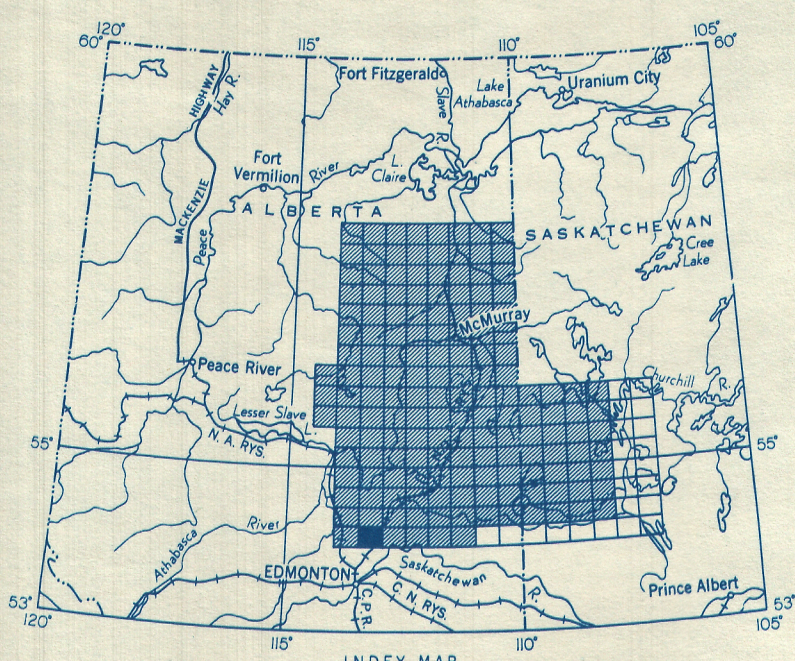 120°
60°
115°
110°
105°
60°
HIGHWAY
Hay R.
Fort Fitzgerald
Slave R.
Lake
Athabasca
Uranium City
Fort
Vermilion
River
L.
Claire
MACKENZIE
Peace
ALBERTA
SASKATCHEWAN
Cree
Lake
McMurray
Peace River
Churchill R.
Lesser Slave
L.
N. A. RYS.
55°
55°
River
Athabasca
EDMONTON
Saskatchewan
R.
C. N. RYS.
C.P.R.
Prince Albert
53°
120°
115°
110°
53°
105°
INDEX MAP